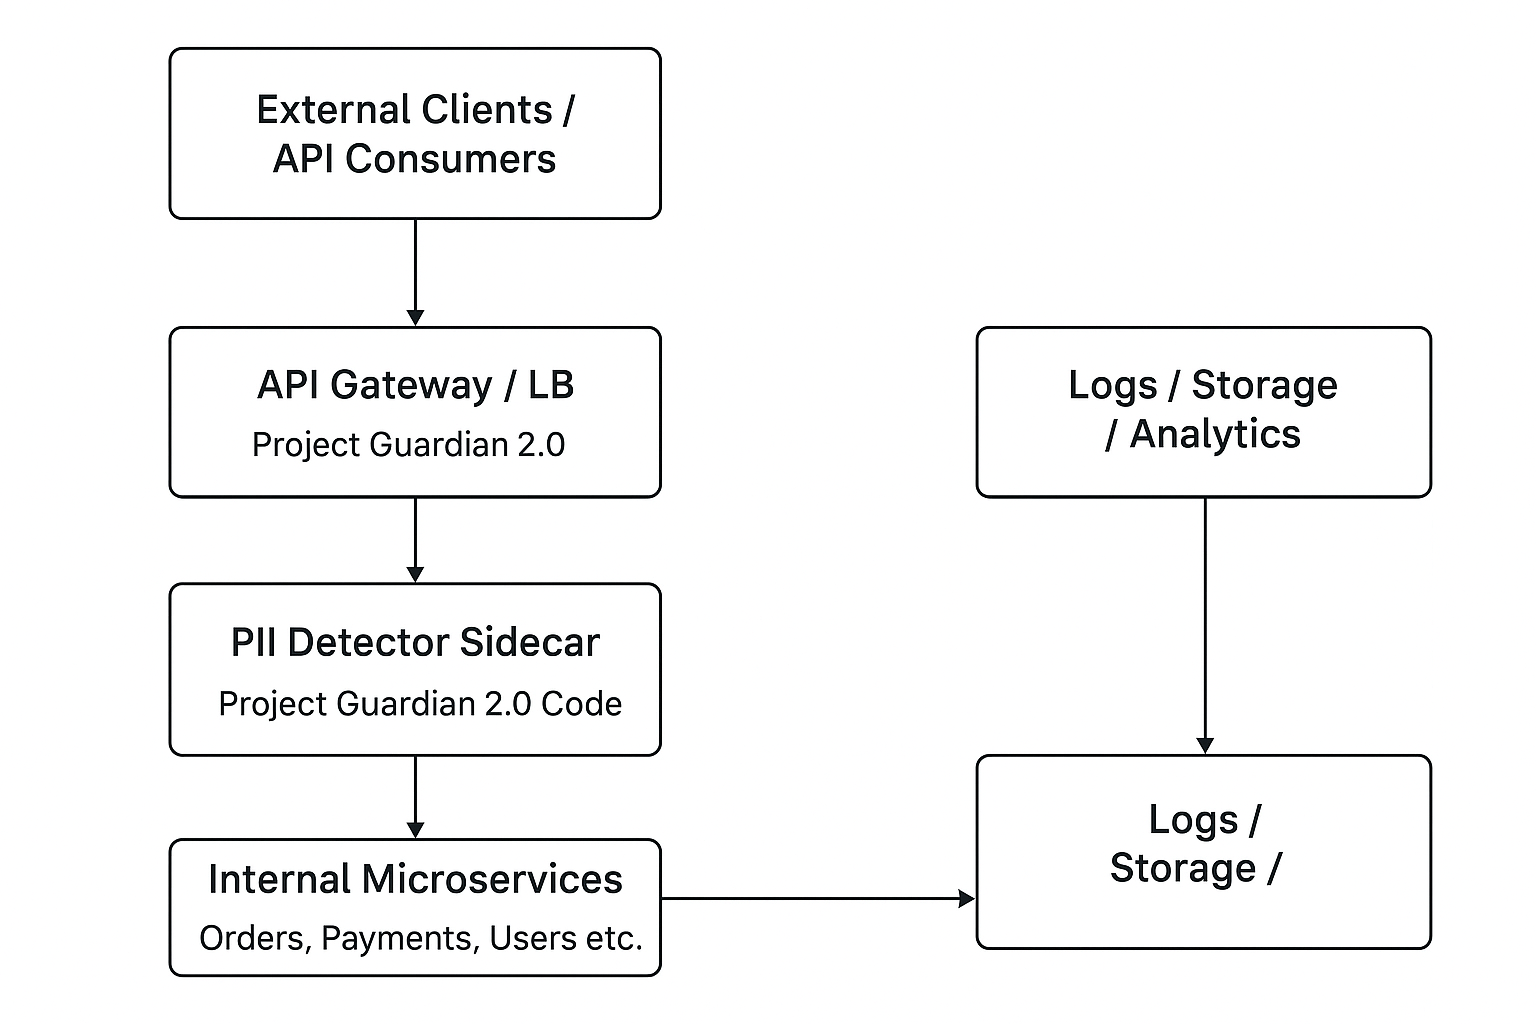 External Clients /
API Consumers
API Gateway / LB
Project Guardian 2.0
PII Detector Sidecar
Project Guardian 2.0 Code
Internal Microservices
Orders, Payments, Users etc.
Logs / Storage
/ Analytics
Logs /
Storage /